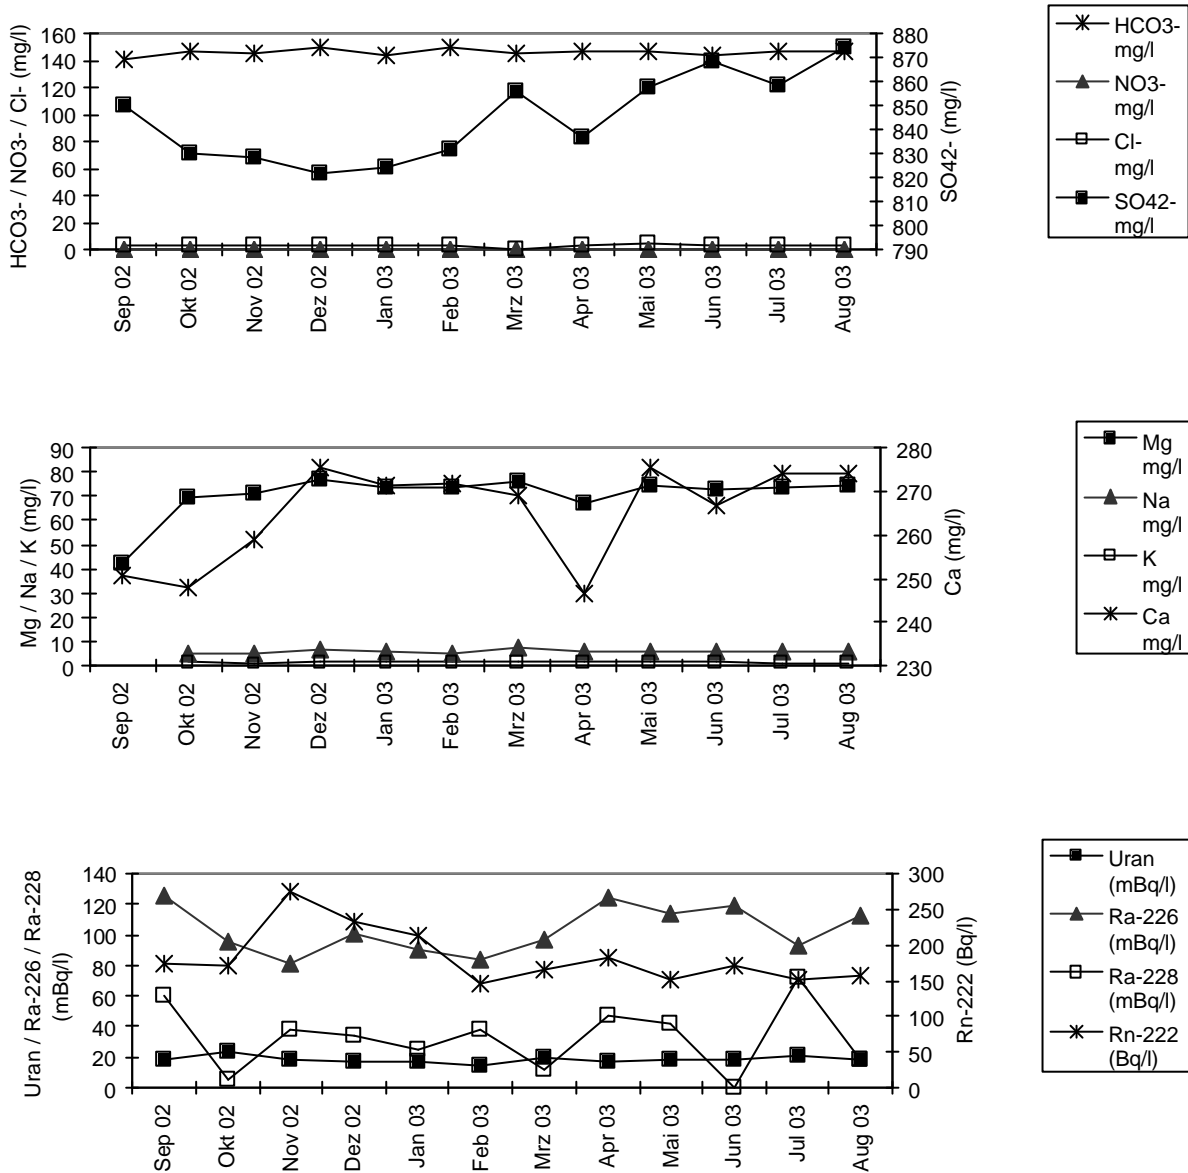 HCO3- / NO3- / Cl- (mg/l)
160
140
120
100
80
60
40
20
0
880
870
860
850
840
830
820
810
800
790
SO42- (mg/l)
Sep 02
Okt 02
Nov 02
Dez 02
Jan 03
Feb 03
Mrz 03
Apr 03
Mai 03
Jun 03
Jul 03
Aug 03
HCO3-
mg/l
NO3-
mg/l
Cl-
mg/l
SO42-
mg/l
Mg / Na / K (mg/l)
90
80
70
60
50
40
30
20
10
0
280
270
260
250
240
230
Ca (mg/l)
Sep 02
Okt 02
Nov 02
Dez 02
Jan 03
Feb 03
Mrz 03
Apr 03
Mai 03
Jun 03
Jul 03
Aug 03
Mg
mg/l
Na
mg/l
K
mg/l
Ca
mg/l
Uran / Ra-226 / Ra-228
(mBq/l)
140
120
100
80
60
40
20
0
300
250
200
150
100
50
0
Rn-222 (Bq/l)
Sep 02
Okt 02
Nov 02
Dez 02
Jan 03
Feb 03
Mrz 03
Apr 03
Mai 03
Jun 03
Jul 03
Aug 03
Uran
(mBq/l)
Ra-226
(mBq/l)
Ra-228
(mBq/l)
Rn-222
(Bq/l)